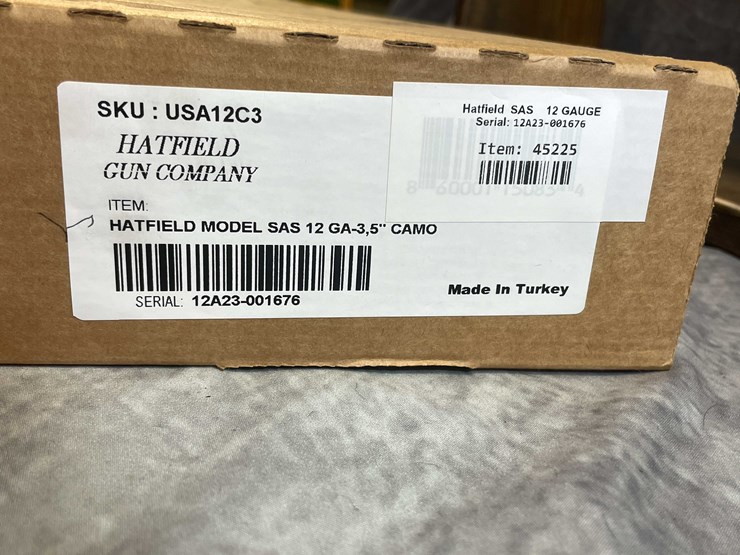 SKU : USA12C3
HATFIELD
GUN COMPANY
ITEM:
HATFIELD MODEL SAS 12 GA-3,5" CAMO
SERIAL: 12A23-001676
Made In Turkey
Hatfield SAS 12 GAUGE
Serial: 12A23-001676
Item: 45225